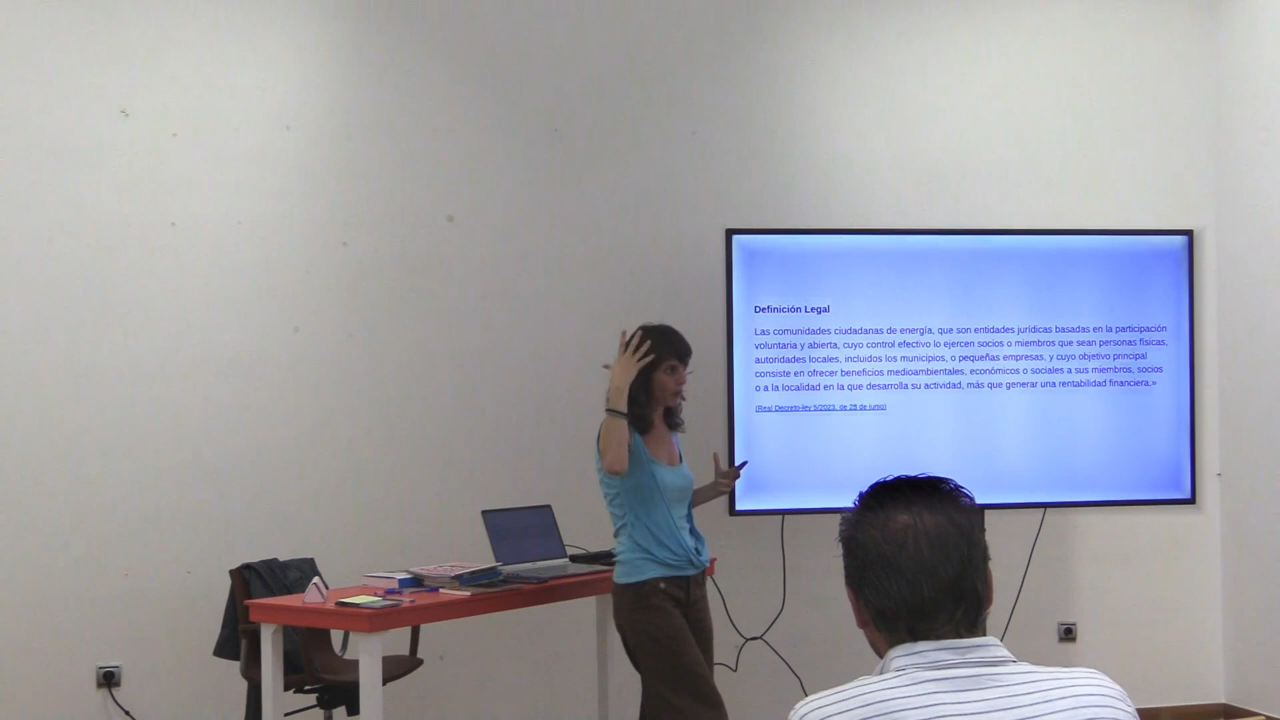 Definición Legal
Las comunidades ciudadanas de energía, que son entidades jurídicas basadas en la participación
voluntaria y abierta, cuyo control efectivo lo ejercen socios o miembros que sean personas físicas,
autoridades locales, incluidos los municipios, o pequeñas empresas, y cuyo objetivo principal
consiste en ofrecer beneficios medioambientales, económicos o sociales a sus miembros, socios
o a la localidad en la que desarrolla su actividad, más que generar una rentabilidad financiera.»
(Real Decreto-ley 5/2023, de 28 de junio)